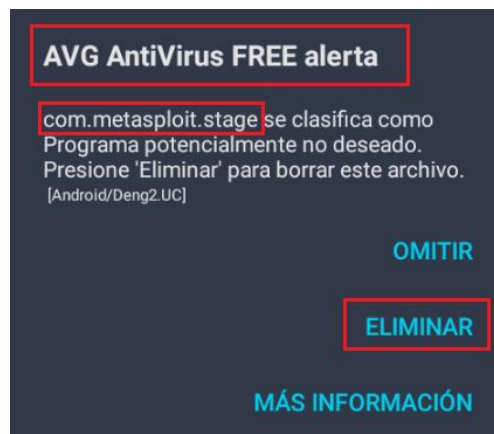 AVG AntiVirus FREE alerta
com.metasploit.stage se clasifica como
Programa potencialmente no deseado.
Presione 'Eliminar' para borrar este archivo.
[Android/Deng2.UC]
OMITIR
ELIMINAR
MÁS INFORMACIÓN